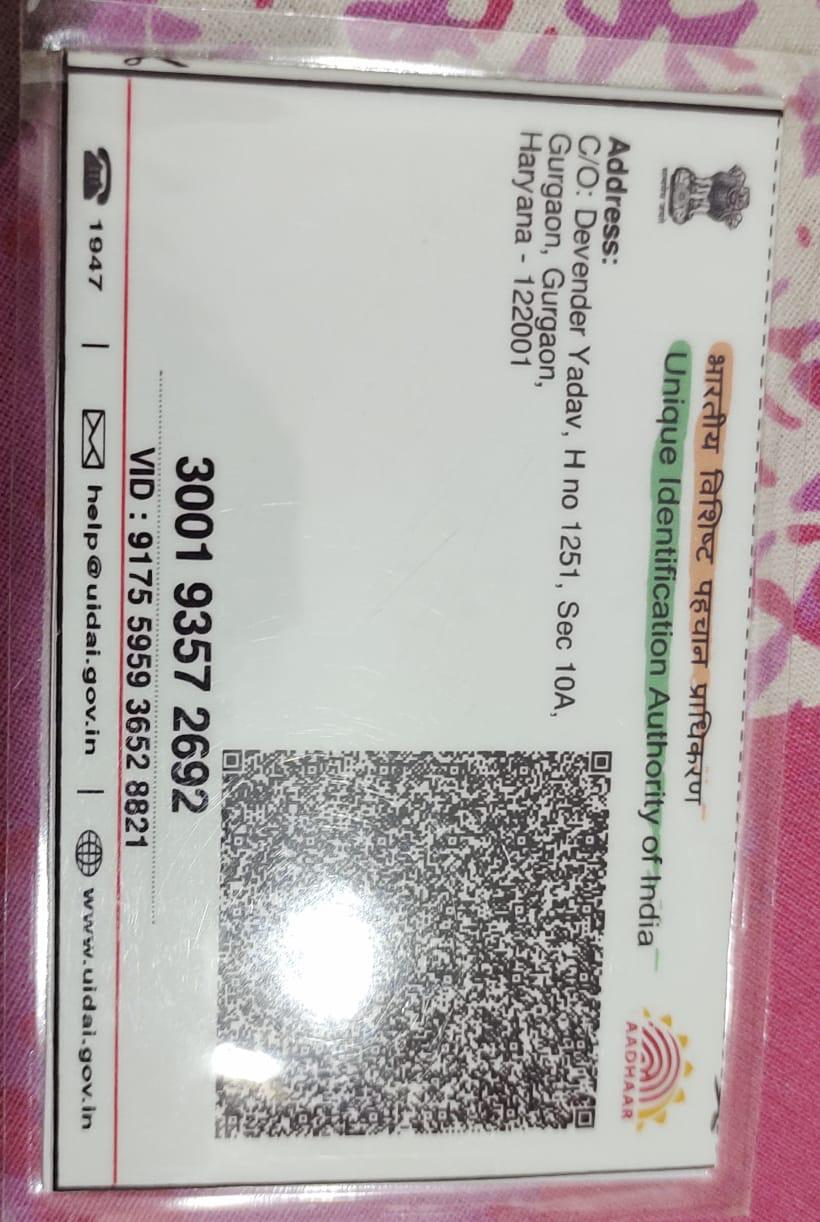 भारतीय विशिष्ट पहचान प्राधिकरण
Unique Identification Authority of India
AADHAAR
Address:
C/O: Devender Yadav, H no 1251, Sec 10A,
Gurgaon, Gurgaon,
Haryana - 122001
3001 9357 2692
VID : 9175 5959 3652 8821
1947 | help@uidai.gov.in | www.uidai.gov.in